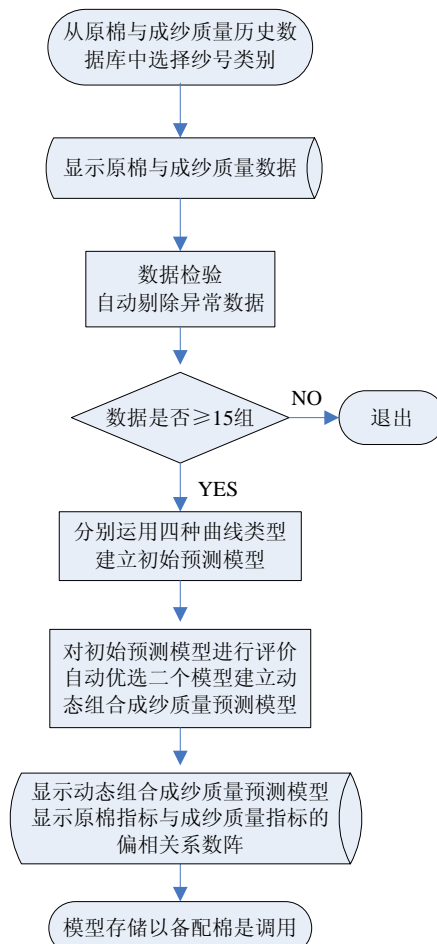 从原棉与成纱质量历史数
据库中选择纱号类别
显示原棉与成纱质量数据
数据检验
自动剔除异常数据
数据是否≥15组
NO
退出
YES
分别运用四种曲线类型
建立初始预测模型
对初始预测模型进行评价
自动优选二个模型建立动
态组合成纱质量预测模型
显示动态组合成纱质量预测模型
显示原棉指标与成纱质量指标的
偏相关系数阵
模型存储以备配棉是调用